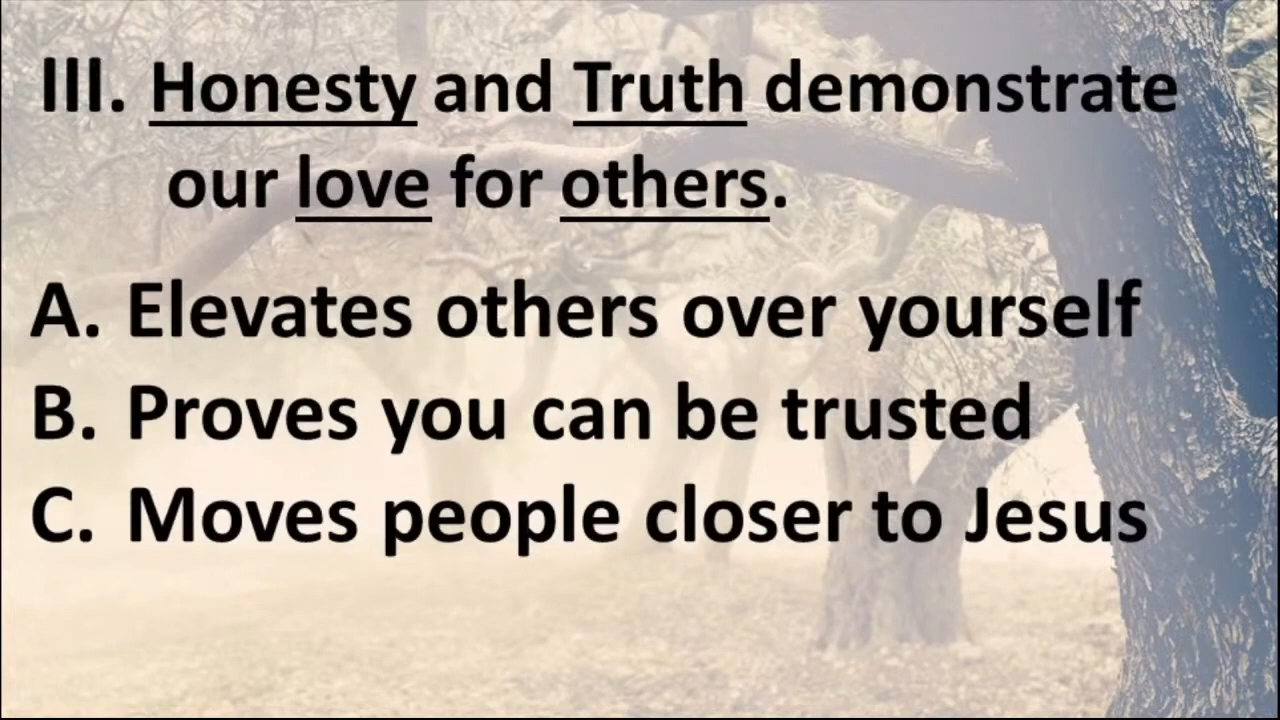 III. Honesty and Truth demonstrate
our love for others.
A. Elevates others over yourself
B. Proves you can be trusted
C. Moves people closer to Jesus